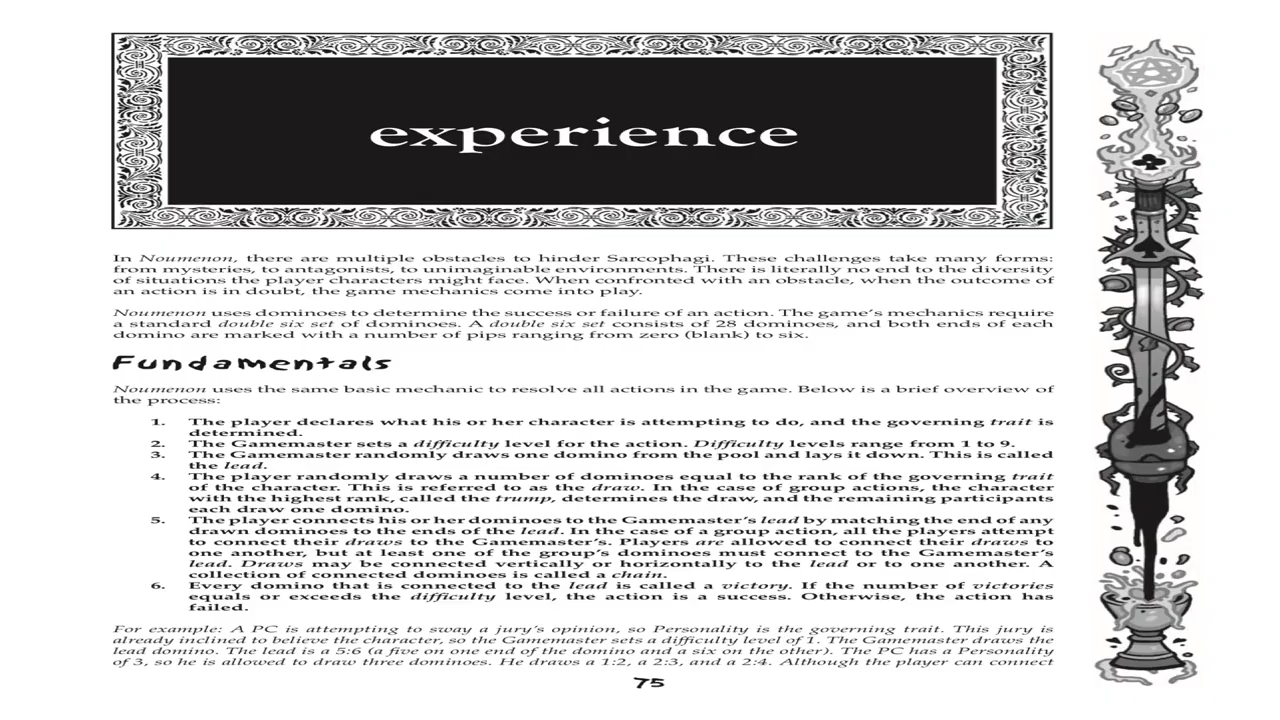 experience
In Noumenon, there are multiple obstacles to hinder Sarcophagi. These challenges take many forms:
from mysteries, to antagonists, to unimaginable environments. There is literally no end to the diversity
of situations the player characters might face. When confronted with an obstacle, when the outcome of
an action is in doubt, the game mechanics come into play.
Noumenon uses dominoes to determine the success or failure of an action. The game's mechanics require
a standard double six set of dominoes. A double six set consists of 28 dominoes, and both ends of each
domino are marked with a number of pips ranging from zero (blank) to six.
Fundamentals
Noumenon uses the same basic mechanic to resolve all actions in the game. Below is a brief overview of
the process:
1. The player declares what his or her character is attempting to do, and the governing trait is
determined.
2. The Gamemaster sets a difficulty level for the action. Difficulty levels range from 1 to 9.
3. The Gamemaster randomly draws one domino from the pool and lays it down. This is called
the lead.
4. The player randomly draws a number of dominoes equal to the rank of the governing trait
of the character. This is referred to as the draw. In the case of group actions, the character
with the highest rank, called the trump, determines the draw, and the remaining participants
each draw one domino.
5. The player connects his or her dominoes to the Gamemaster's lead by matching the end of any
drawn dominoes to the ends of the lead. In the case of a group action, all the players attempt
to connect their draws to the Gamemaster's. Players are allowed to connect their draws to
one another, but at least one of the group's dominoes must connect to the Gamemaster's
lead. Draws may be connected vertically or horizontally to the lead or to one another. A
collection of connected dominoes is called a chain.
6. Every domino that is connected to the lead is called a victory. If the number of victories
equals or exceeds the difficulty level, the action is a success. Otherwise, the action has
failed.
For example: A PC is attempting to sway a jury's opinion, so Personality is the governing trait. This jury is
already inclined to believe the character, so the Gamemaster sets a difficulty level of 1. The Gamemaster draws the
lead domino. The lead is a 5:6 (a five on one end of the domino and a six on the other). The PC has a Personality
of 3, so he is allowed to draw three dominoes. He draws a 1:2, a 2:3, and a 2:4. Although the player can connect
75